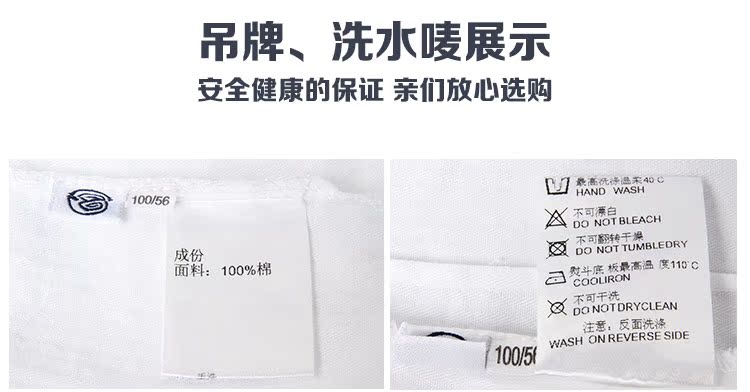 吊牌、洗水唛展示
安全健康的保证 亲们放心选购
100/56
成份
面料：100%棉
手洗
最高洗涤温柔40℃
HAND WASH
不可漂白
DO NOT BLEACH
不可翻转干燥
DO NOT TUMBLEDRY
熨斗底 板最高温 度110℃
COOLIRON
不可干洗
DO NOT DRYCLEAN
注意：反面洗涤
WASH ON REVERSE SIDE
100/56